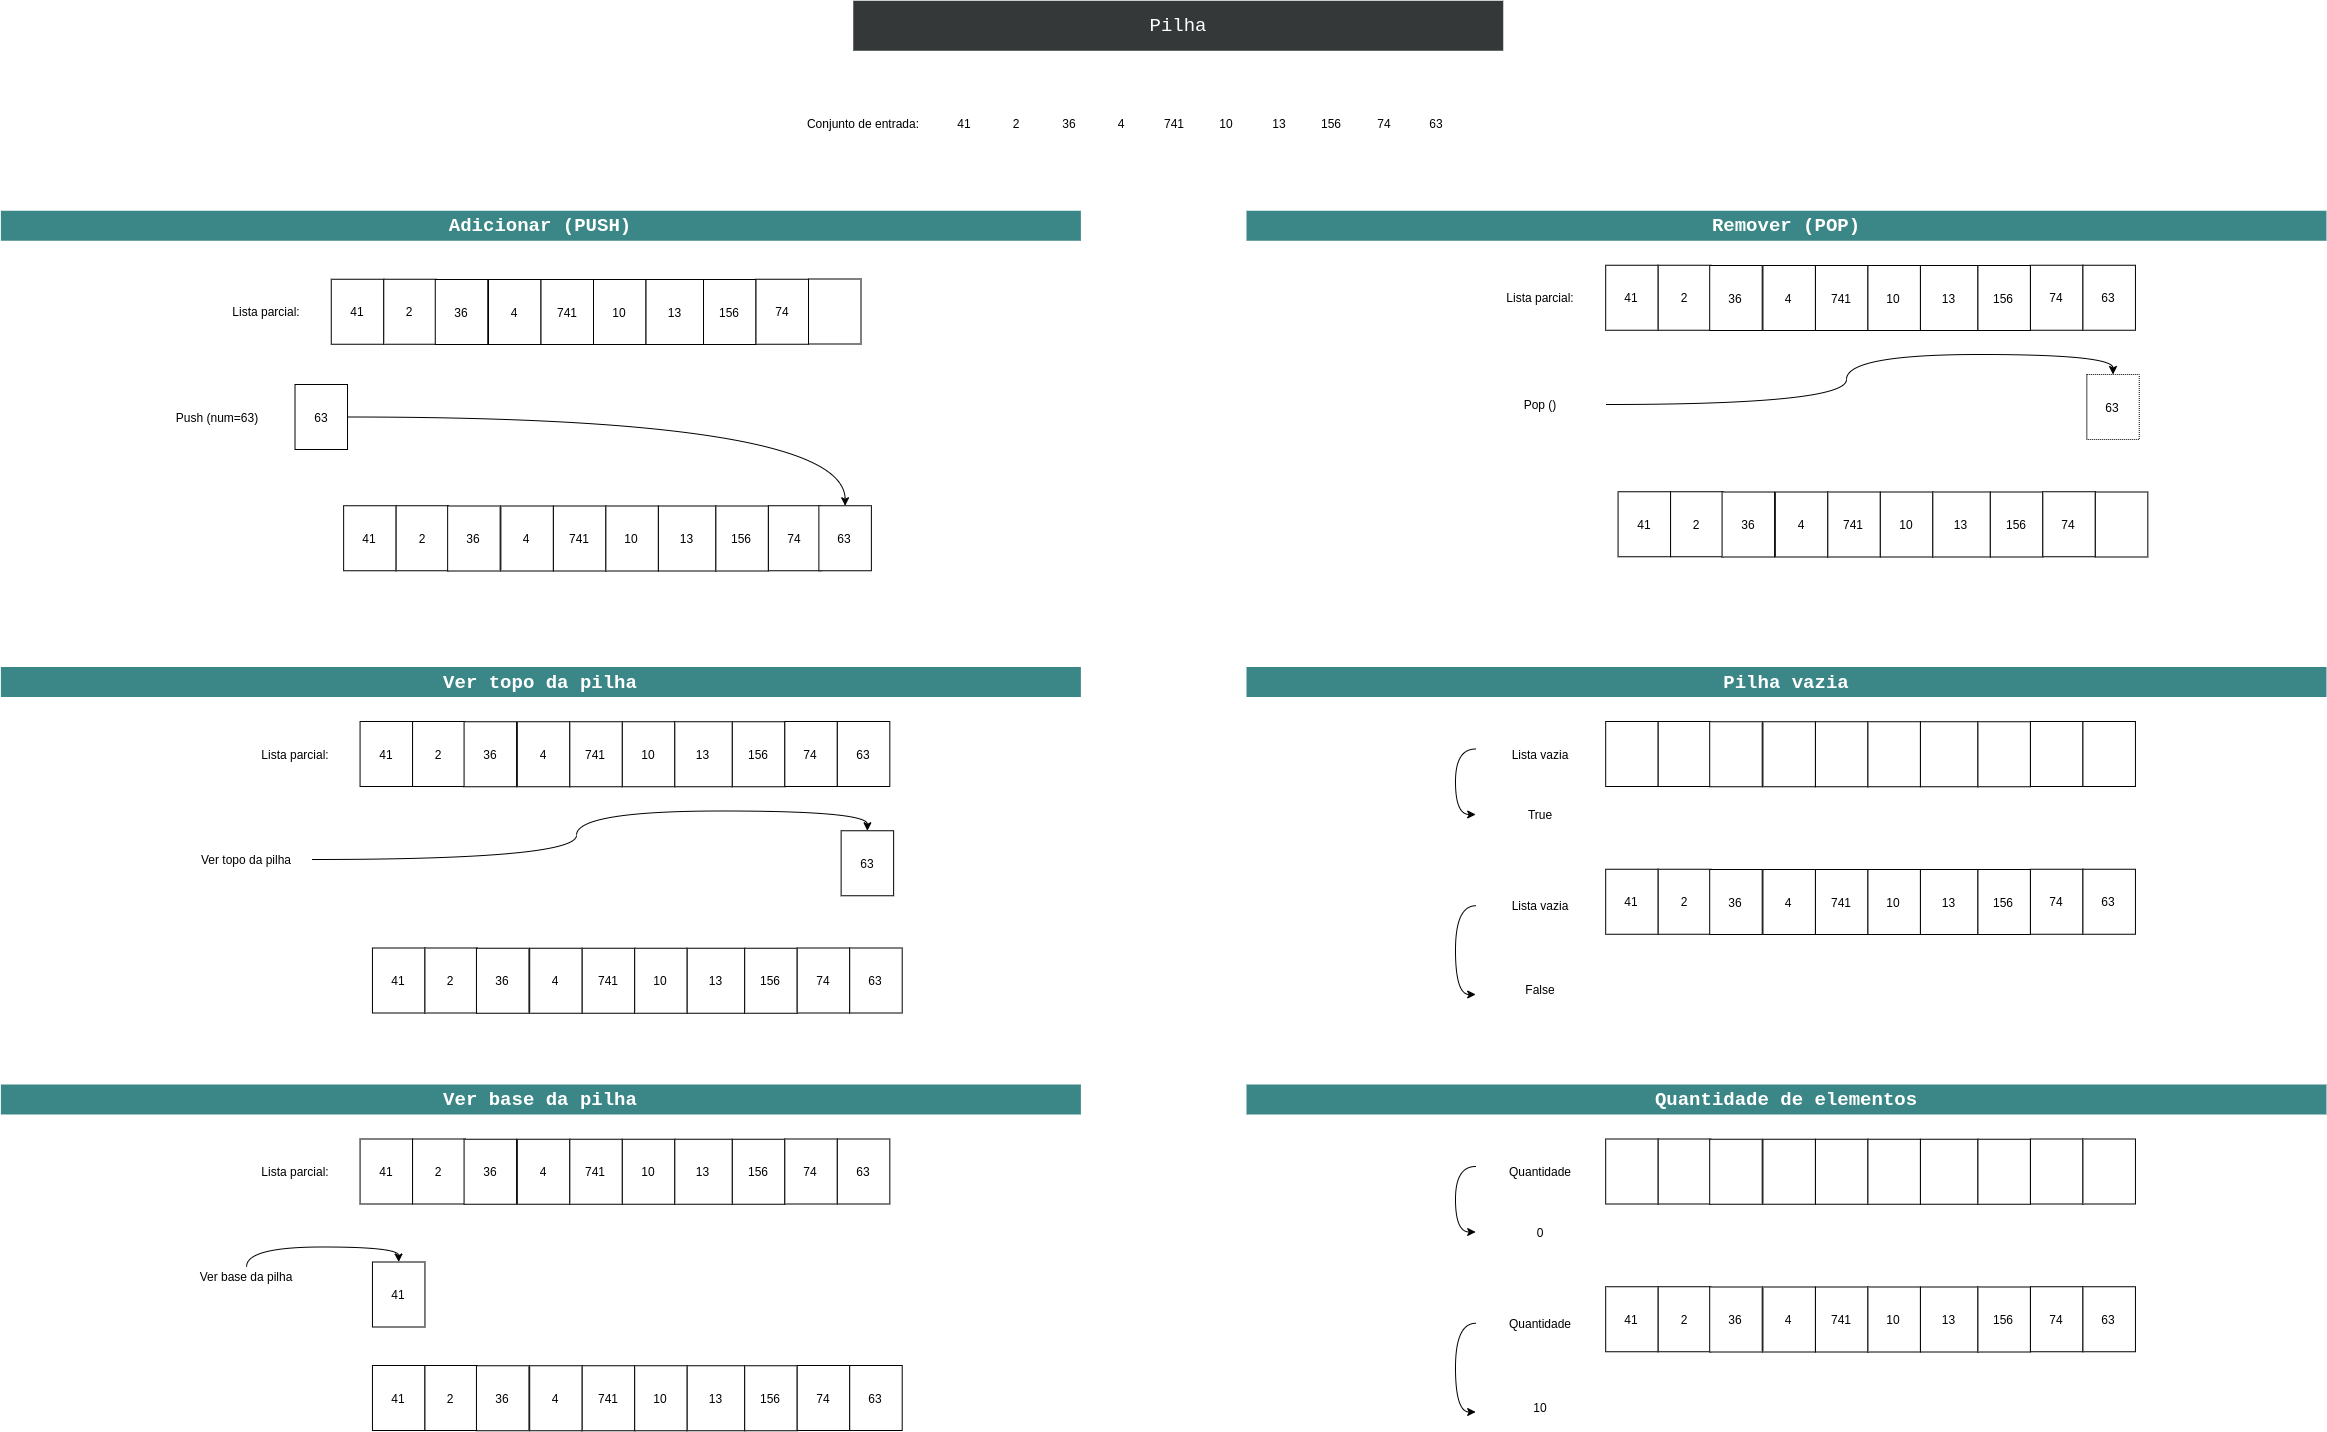 Pilha
Conjunto de entrada: 41 2 36 4 741 10 13 156 74 63
Adicionar (PUSH)
Lista parcial: 41 2 36 4 741 10 13 156 74
Push (num=63) 63
41 2 36 4 741 10 13 156 74 63
Remover (POP)
Lista parcial: 41 2 36 4 741 10 13 156 74 63
Pop () 63
41 2 36 4 741 10 13 156 74
Ver topo da pilha
Lista parcial: 41 2 36 4 741 10 13 156 74 63
Ver topo da pilha 63
41 2 36 4 741 10 13 156 74 63
Pilha vazia
Lista vazia
True
Lista vazia 41 2 36 4 741 10 13 156 74 63
False
Ver base da pilha
Lista parcial: 41 2 36 4 741 10 13 156 74 63
Ver base da pilha 41
41 2 36 4 741 10 13 156 74 63
Quantidade de elementos
Quantidade
0
Quantidade 41 2 36 4 741 10 13 156 74 63
10